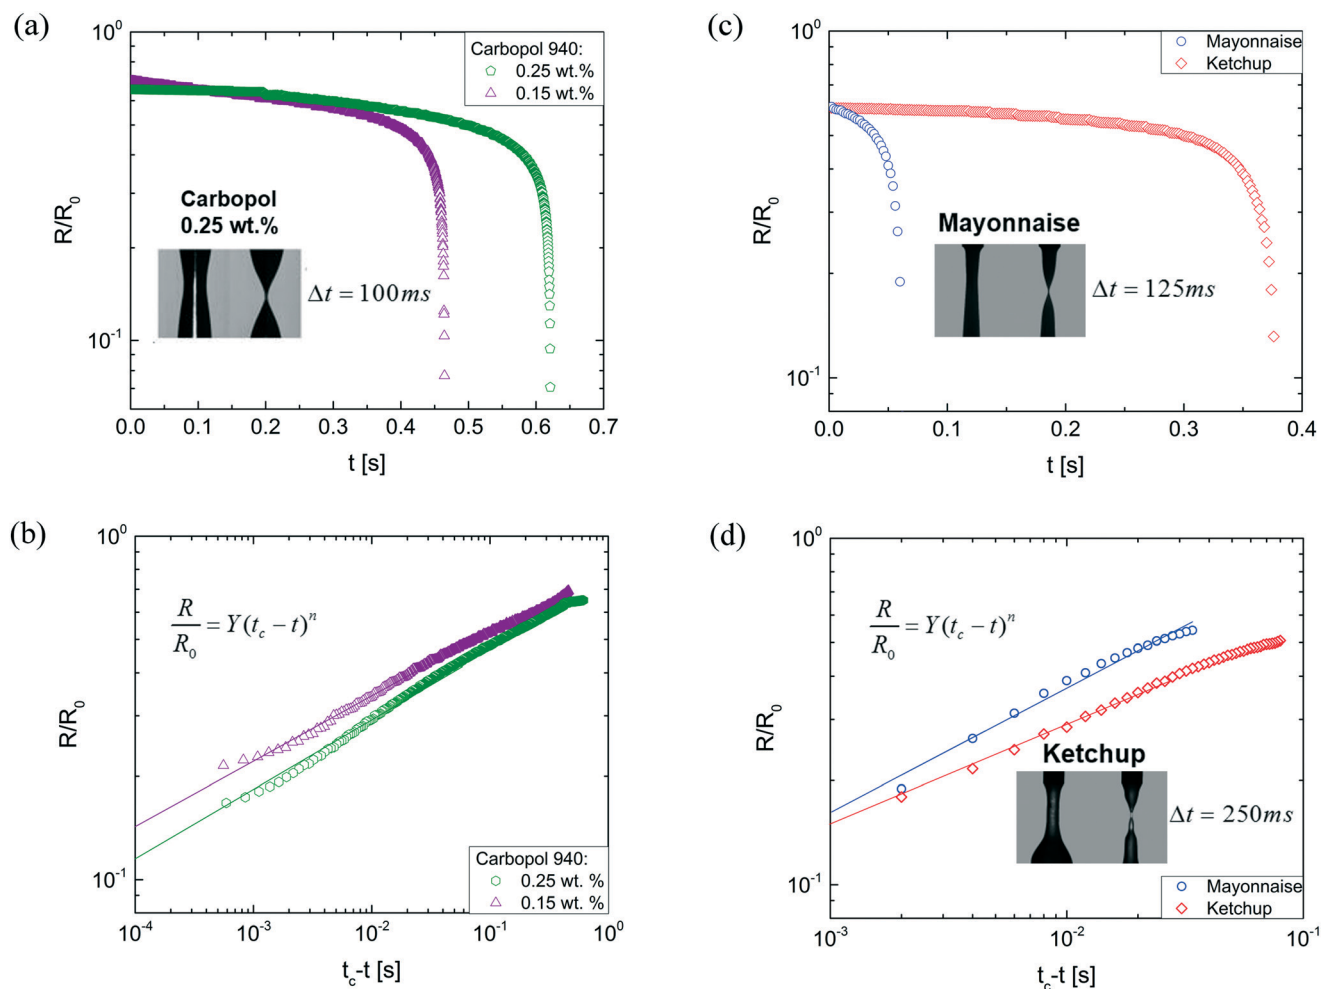 (a)
10⁰
10⁻¹
R/R₀
Carbopol 940:
0.25 wt.%
0.15 wt.%
Carbopol
0.25 wt.%
Δt = 100ms
0.0 0.1 0.2 0.3 0.4 0.5 0.6 0.7
t [s]
(c)
10⁰
10⁻¹
R/R₀
Mayonnaise
Ketchup
Mayonnaise
Δt = 125ms
0.0 0.1 0.2 0.3 0.4
t [s]
(b)
10⁰
10⁻¹
R/R₀
R/R₀ = Y(t_c − t)ⁿ
Carbopol 940:
0.25 wt. %
0.15 wt. %
10⁻⁴ 10⁻³ 10⁻² 10⁻¹ 10⁰
t_c-t [s]
(d)
10⁰
10⁻¹
R/R₀
R/R₀ = Y(t_c − t)ⁿ
Ketchup
Δt = 250ms
Mayonnaise
Ketchup
10⁻³ 10⁻² 10⁻¹
t_c-t [s]